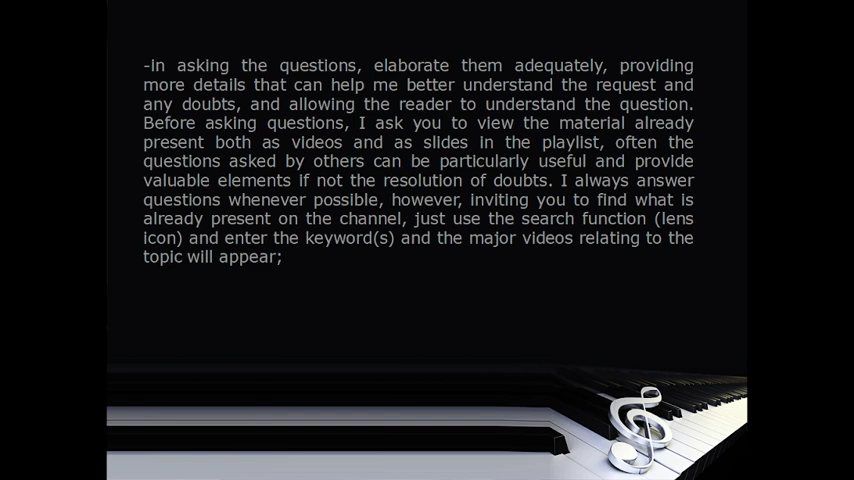 -In asking the questions, elaborate them adequately, providing
more details that can help me better understand the request and
any doubts, and allowing the reader to understand the question.
Before asking questions, I ask you to view the material already
present both as videos and as slides in the playlist, often the
questions asked by others can be particularly useful and provide
valuable elements if not the resolution of doubts. I always answer
questions whenever possible, however, inviting you to find what is
already present on the channel, just use the search function (lens
icon) and enter the keyword(s) and the major videos relating to the
topic will appear;